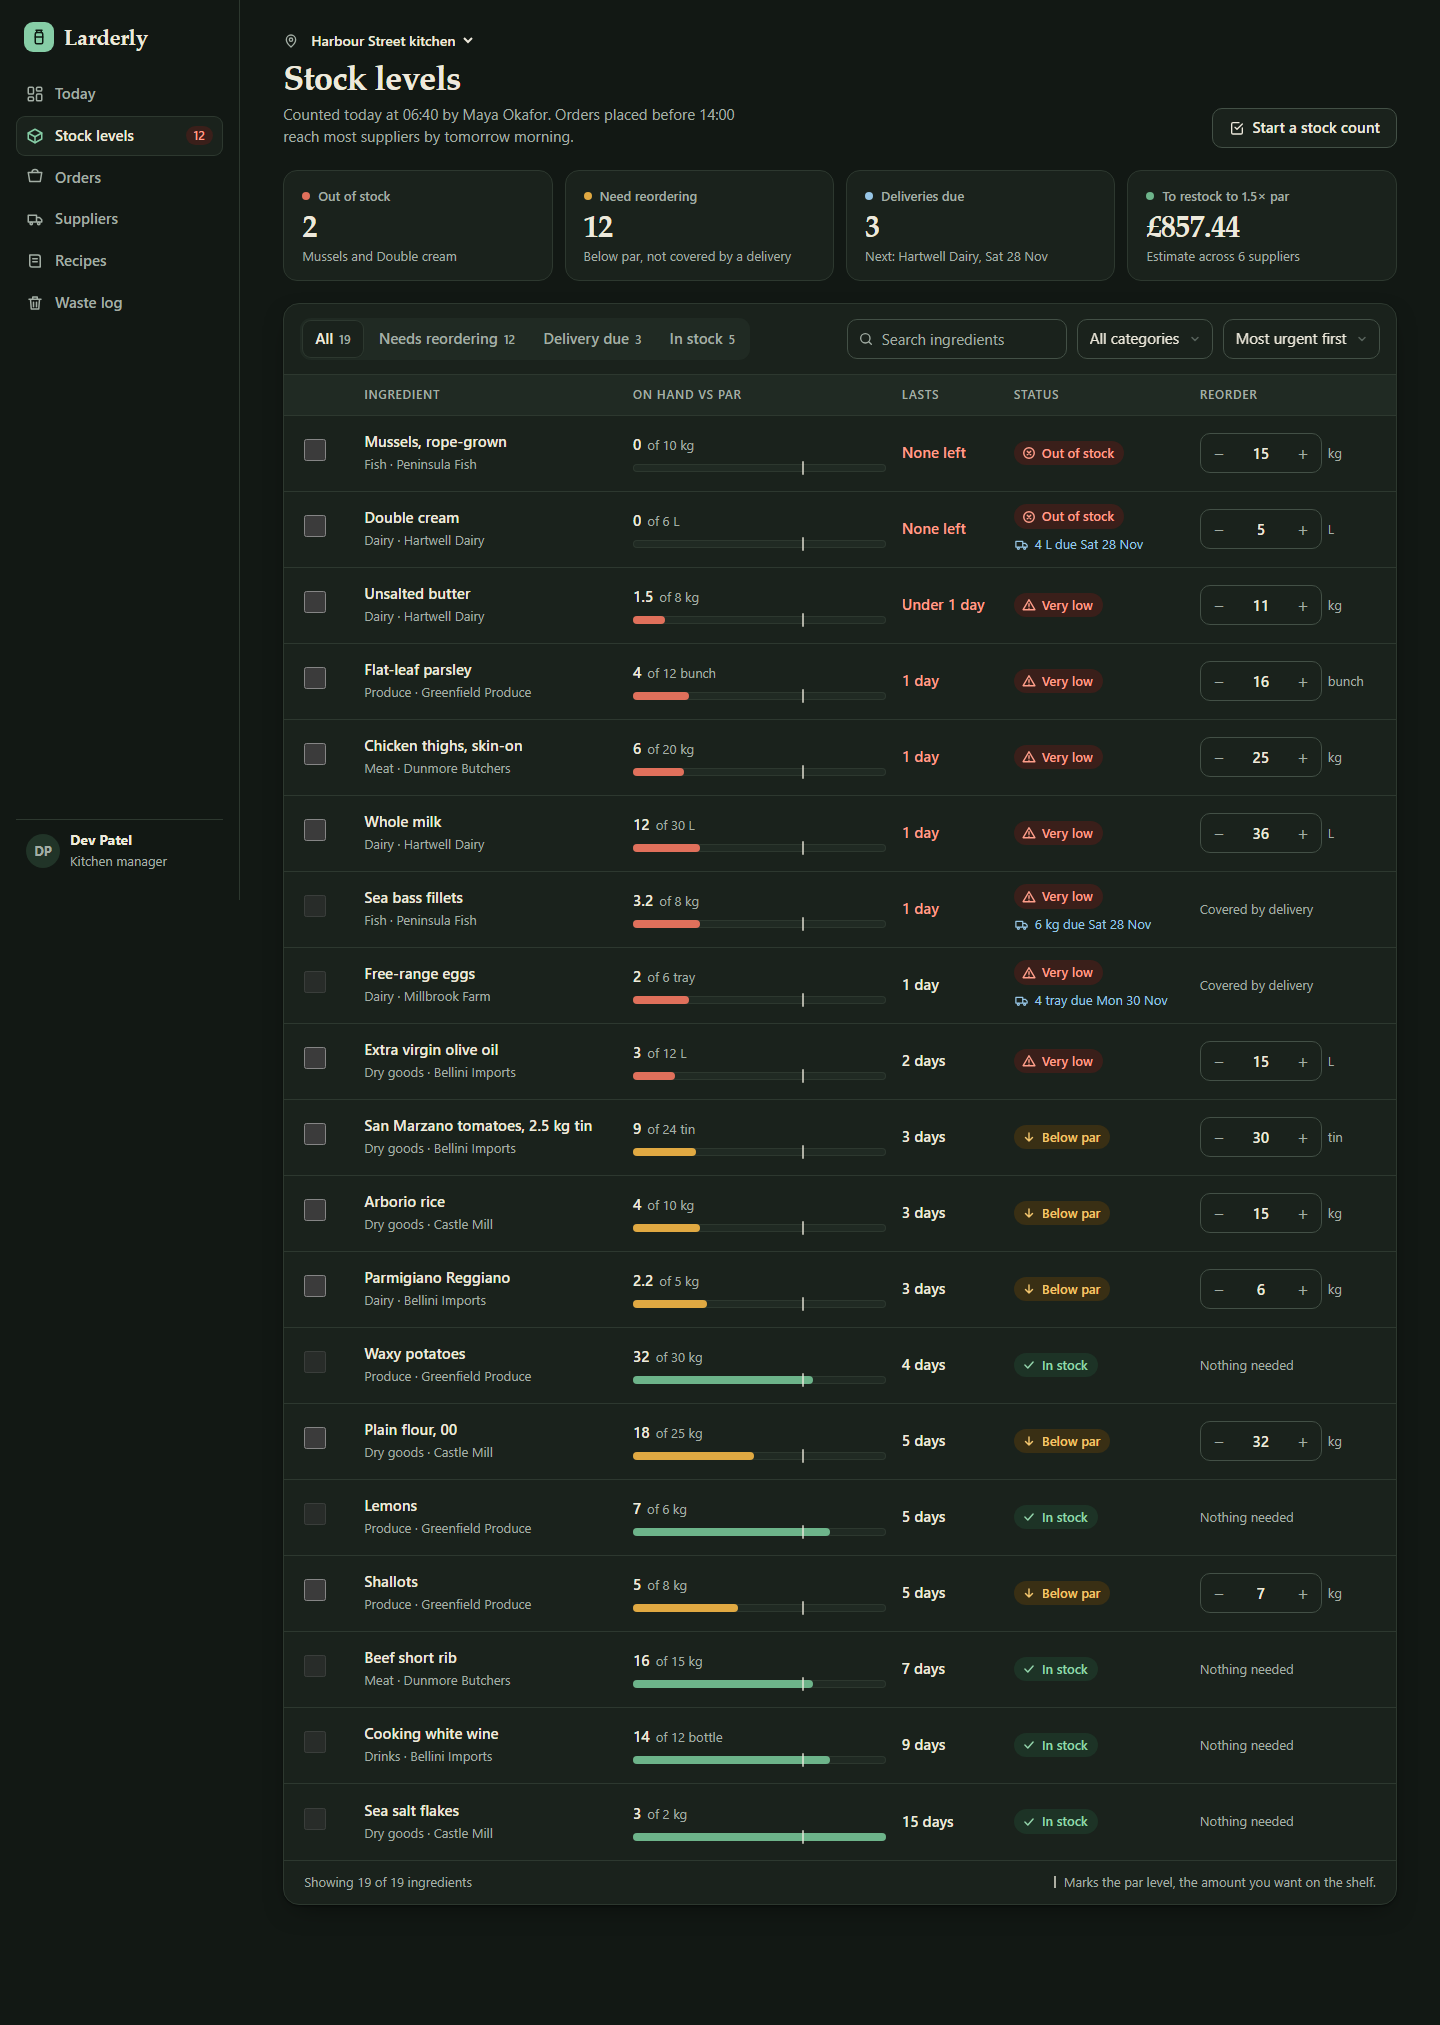 Larderly
Today
Stock levels 12
Orders
Suppliers
Recipes
Waste log
DP
Dev Patel
Kitchen manager
Harbour Street kitchen
Stock levels
Counted today at 06:40 by Maya Okafor. Orders placed before 14:00
reach most suppliers by tomorrow morning.
Start a stock count
Out of stock
2
Mussels and Double cream
Need reordering
12
Below par, not covered by a delivery
Deliveries due
3
Next: Hartwell Dairy, Sat 28 Nov
To restock to 1.5× par
£857.44
Estimate across 6 suppliers
All 19 Needs reordering 12 Delivery due 3 In stock 5
Search ingredients
All categories
Most urgent first
INGREDIENT ON HAND VS PAR LASTS STATUS REORDER
Mussels, rope-grown
Fish · Peninsula Fish
0 of 10 kg
None left
Out of stock
− 15 + kg
Double cream
Dairy · Hartwell Dairy
0 of 6 L
None left
Out of stock
4 L due Sat 28 Nov
− 5 + L
Unsalted butter
Dairy · Hartwell Dairy
1.5 of 8 kg
Under 1 day
Very low
− 11 + kg
Flat-leaf parsley
Produce · Greenfield Produce
4 of 12 bunch
1 day
Very low
− 16 + bunch
Chicken thighs, skin-on
Meat · Dunmore Butchers
6 of 20 kg
1 day
Very low
− 25 + kg
Whole milk
Dairy · Hartwell Dairy
12 of 30 L
1 day
Very low
− 36 + L
Sea bass fillets
Fish · Peninsula Fish
3.2 of 8 kg
1 day
Very low
6 kg due Sat 28 Nov
Covered by delivery
Free-range eggs
Dairy · Millbrook Farm
2 of 6 tray
1 day
Very low
4 tray due Mon 30 Nov
Covered by delivery
Extra virgin olive oil
Dry goods · Bellini Imports
3 of 12 L
2 days
Very low
− 15 + L
San Marzano tomatoes, 2.5 kg tin
Dry goods · Bellini Imports
9 of 24 tin
3 days
Below par
− 30 + tin
Arborio rice
Dry goods · Castle Mill
4 of 10 kg
3 days
Below par
− 15 + kg
Parmigiano Reggiano
Dairy · Bellini Imports
2.2 of 5 kg
3 days
Below par
− 6 + kg
Waxy potatoes
Produce · Greenfield Produce
32 of 30 kg
4 days
In stock
Nothing needed
Plain flour, 00
Dry goods · Castle Mill
18 of 25 kg
5 days
Below par
− 32 + kg
Lemons
Produce · Greenfield Produce
7 of 6 kg
5 days
In stock
Nothing needed
Shallots
Produce · Greenfield Produce
5 of 8 kg
5 days
Below par
− 7 + kg
Beef short rib
Meat · Dunmore Butchers
16 of 15 kg
7 days
In stock
Nothing needed
Cooking white wine
Drinks · Bellini Imports
14 of 12 bottle
9 days
In stock
Nothing needed
Sea salt flakes
Dry goods · Castle Mill
3 of 2 kg
15 days
In stock
Nothing needed
Showing 19 of 19 ingredients
Marks the par level, the amount you want on the shelf.